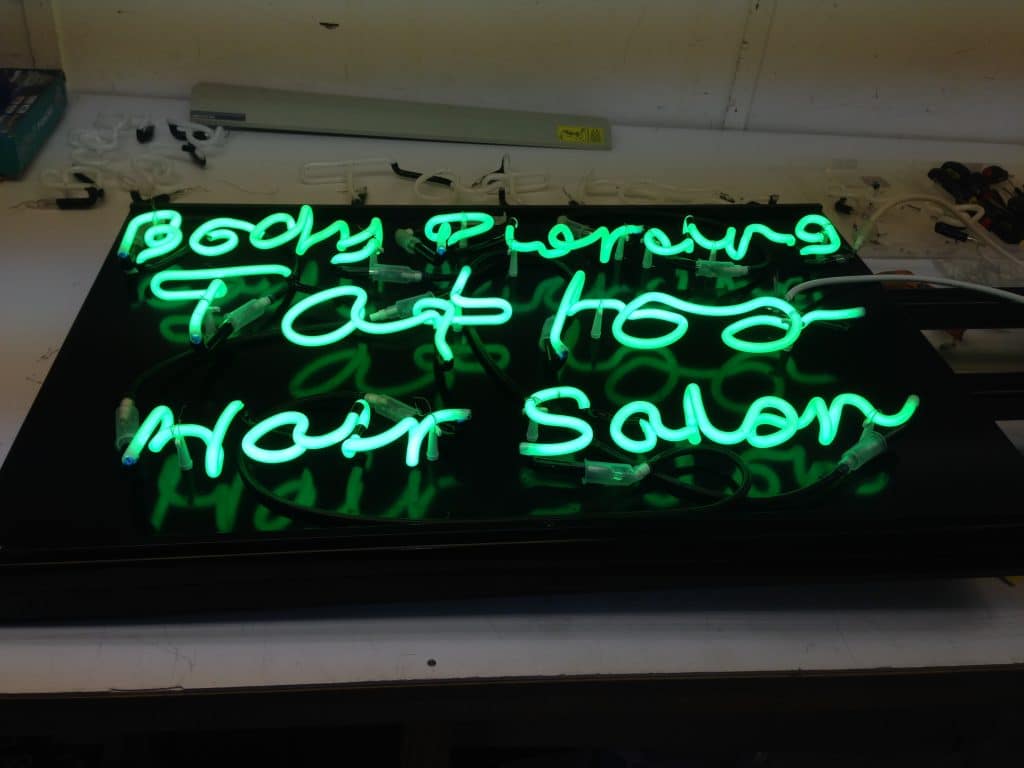 Body Piercing
Tattoo
Hair Salon